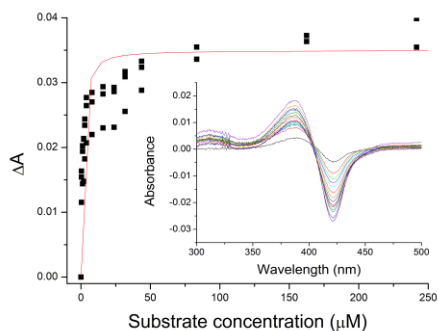 0.04
0.03
0.02
0.01
0.00
ΔA
0 50 100 150 200 250
Substrate concentration (μM)
0.02
0.01
0.00
-0.01
-0.02
-0.03
Absorbance
300 350 400 450 500
Wavelength (nm)